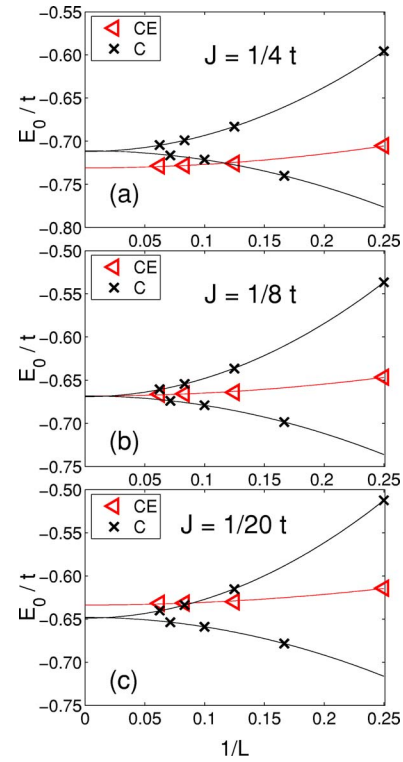 CE
C
J = 1/4 t
-0.55
-0.60
-0.65
-0.70
-0.75
-0.80
E0 / t
(a)
0.05 0.1 0.15 0.2 0.25
CE
C
J = 1/8 t
-0.50
-0.55
-0.60
-0.65
-0.70
-0.75
E0 / t
(b)
0.05 0.1 0.15 0.2 0.25
CE
C
J = 1/20 t
-0.50
-0.55
-0.60
-0.65
-0.70
-0.75
E0 / t
(c)
0 0.05 0.1 0.15 0.2 0.25
1/L